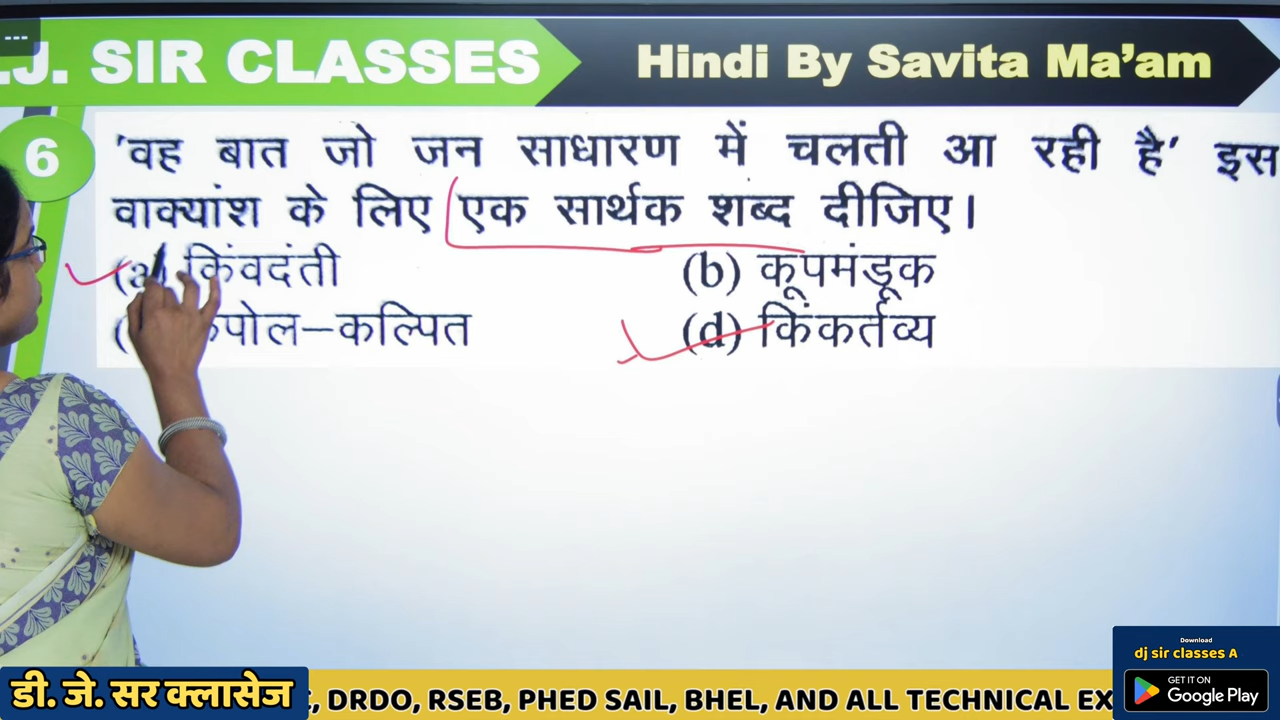 .J. SIR CLASSES
Hindi By Savita Ma’am
6
'वह बात जो जन साधारण में चलती आ रही है' इस
वाक्यांश के लिए एक सार्थक शब्द दीजिए।
(a) किंवदंती (b) कूपमंडूक
पोल–कल्पित (d) किंकर्तव्य
डी. जे. सर क्लासेज
, DRDO, RSEB, PHED SAIL, BHEL, AND ALL TECHNICAL EX
Download
dj sir classes A
GET IT ON
Google Play